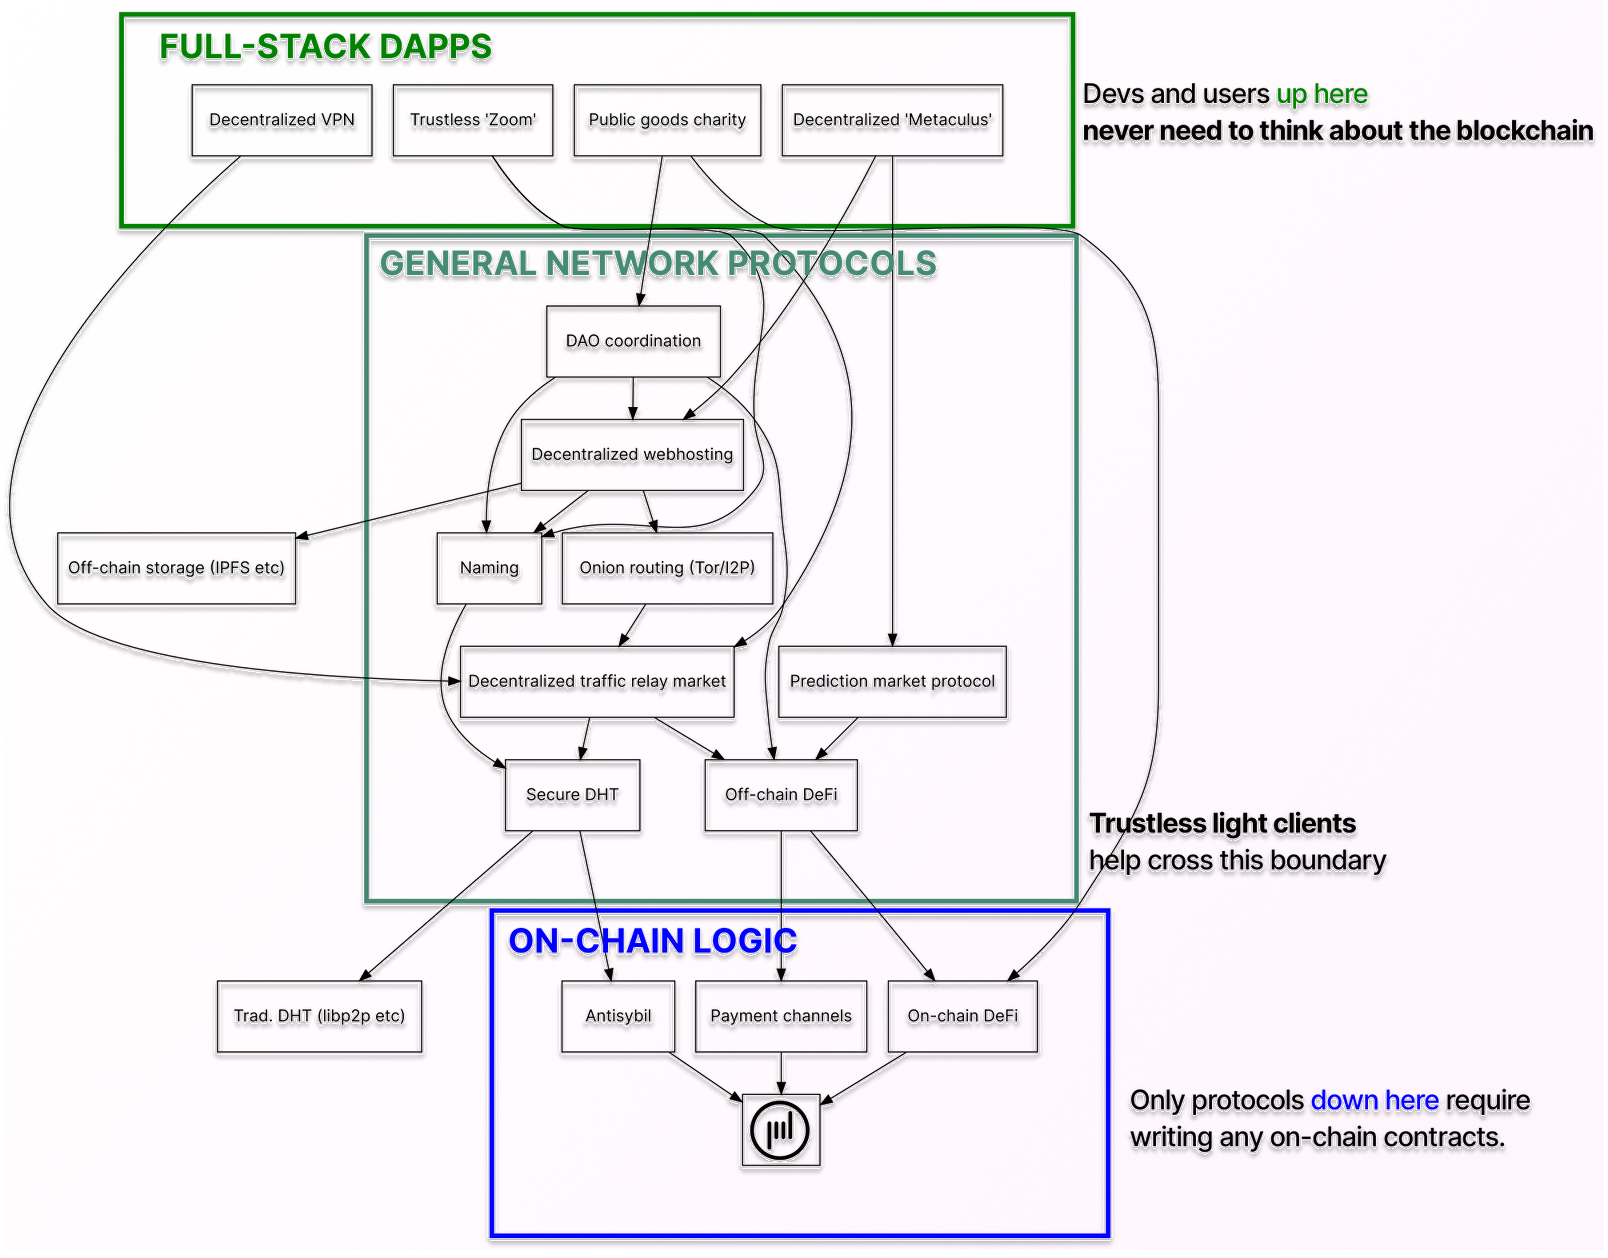 FULL-STACK DAPPS
Decentralized VPN
Trustless 'Zoom'
Public goods charity
Decentralized 'Metaculus'
Devs and users up here
never need to think about the blockchain
GENERAL NETWORK PROTOCOLS
DAO coordination
Decentralized webhosting
Off-chain storage (IPFS etc)
Naming
Onion routing (Tor/I2P)
Decentralized traffic relay market
Prediction market protocol
Secure DHT
Off-chain DeFi
Trustless light clients
help cross this boundary
ON-CHAIN LOGIC
Trad. DHT (libp2p etc)
Antisybil
Payment channels
On-chain DeFi
Only protocols down here require
writing any on-chain contracts.